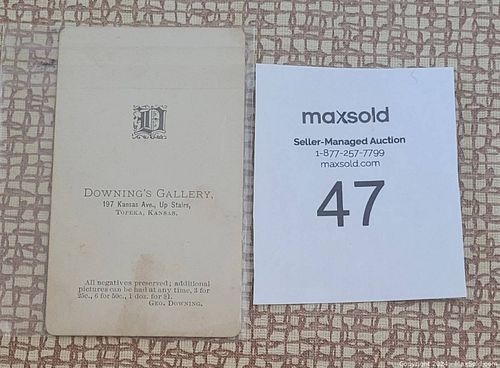 D
DOWNING'S GALLERY,
197 Kansas Ave., Up Stairs,
TOPEKA, KANSAS.
All negatives preserved; additional
pictures can be had at any time, 3 for
25c., 6 for 50c., 1 doz. for $1.
GEO. DOWNING.
maxsold
Seller-Managed Auction
1-877-257-7799
maxsold.com
47